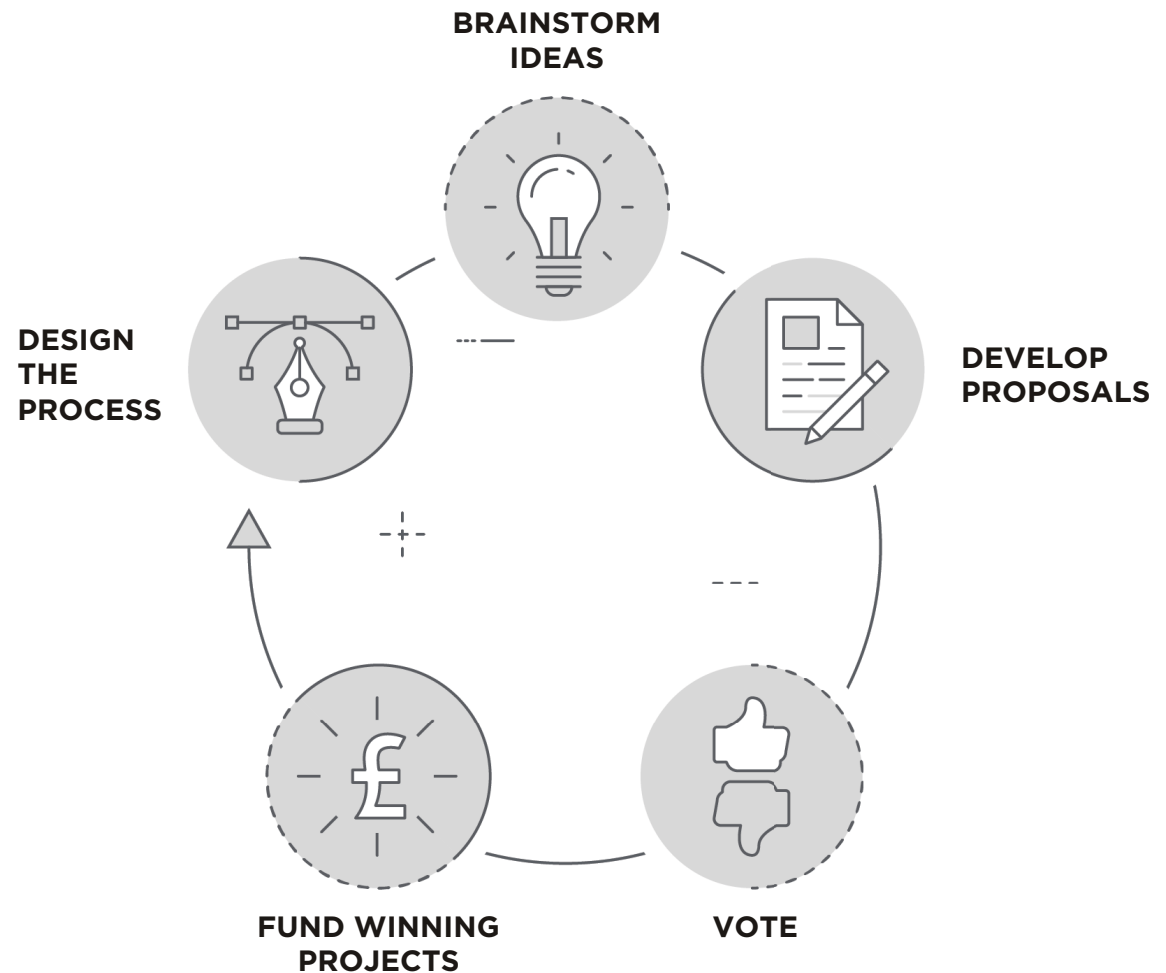 BRAINSTORM
IDEAS
DESIGN
THE
PROCESS
DEVELOP
PROPOSALS
£
FUND WINNING
PROJECTS
VOTE